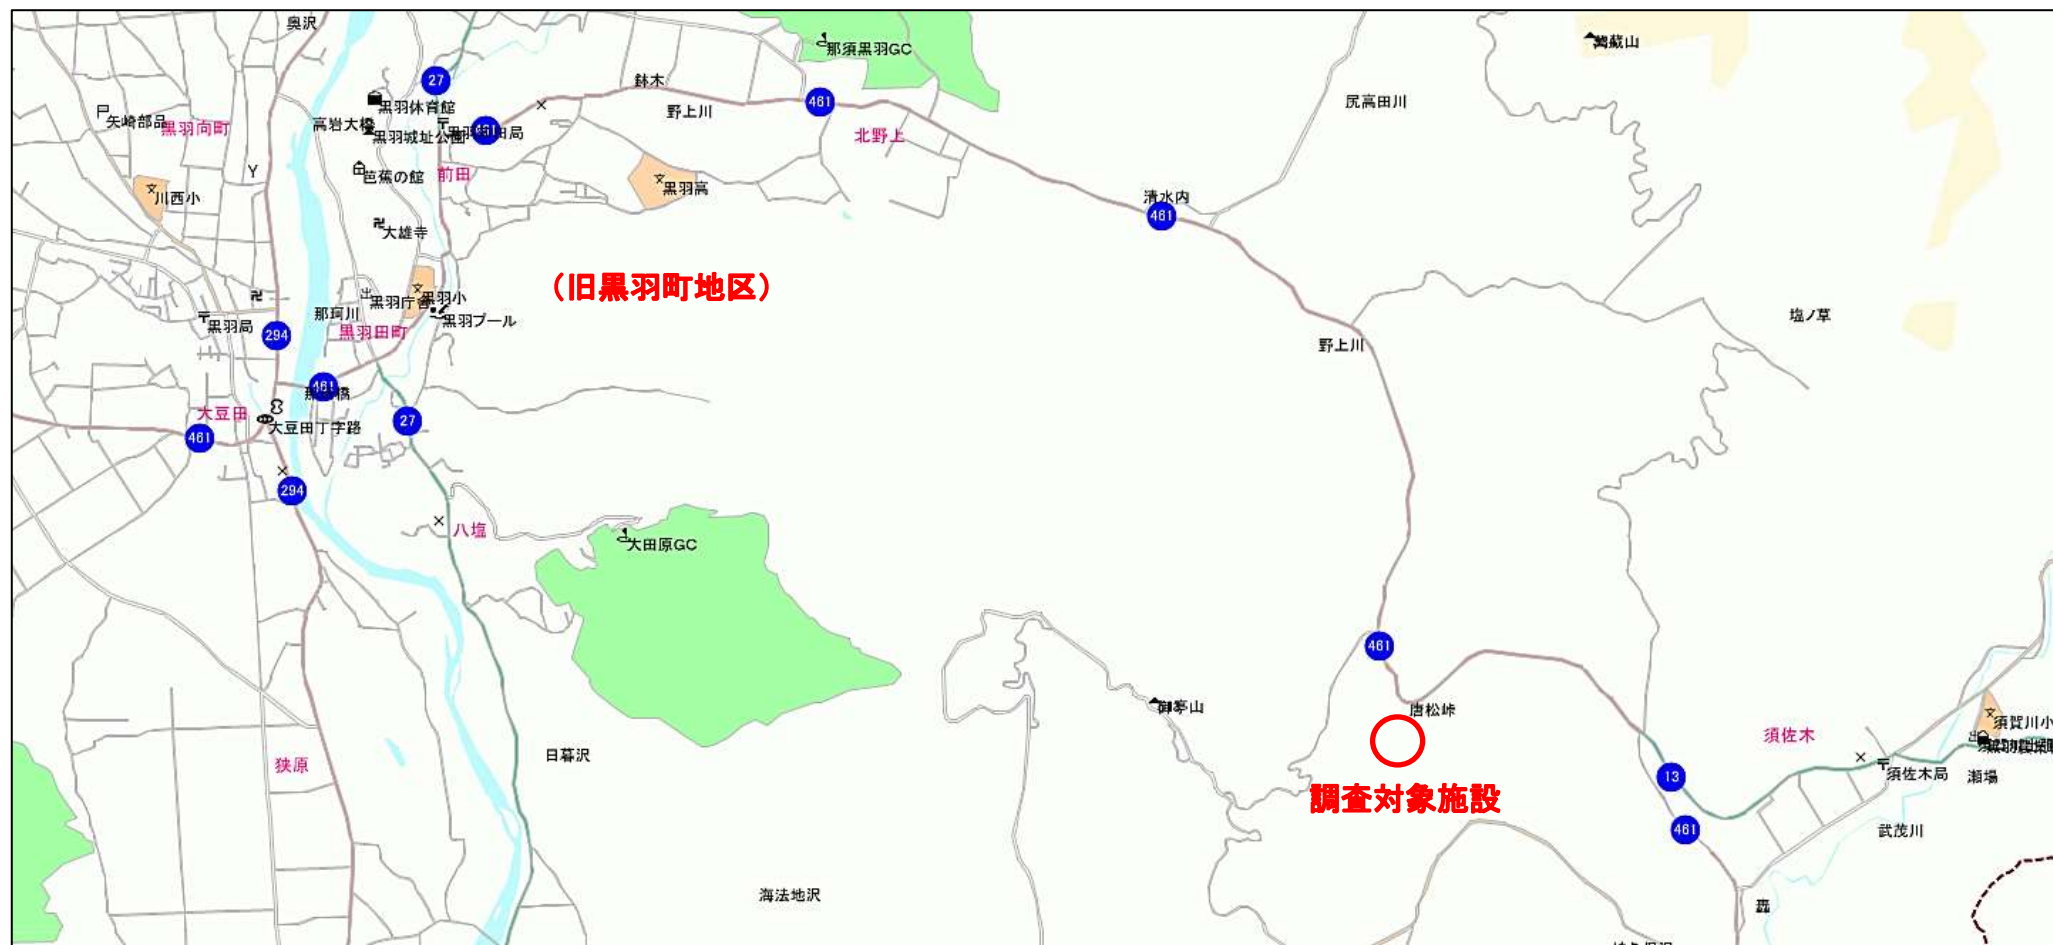 奥沢
那須黒羽GC
鞍蔵山
27
鉢木
461
黒羽体育館
野上川
尻高田川
矢崎部品
黒羽向町
高岩大橋
461
黒羽城址公園
北野上
芭蕉の館
前田
黒羽高
川西小
清水内
461
大雄寺
(旧黒羽町地区)
黒羽庁舎
黒羽小
那珂川
黒羽プール
塩ノ草
黒羽局
294
黒羽田町
野上川
461
那珂橋
大豆田
27
大豆田丁字路
461
294
八塩
大田原GC
461
御亭山
唐松峠
須賀川小
須佐木
狭原
日暮沢
13
須佐木局
瀬場
調査対象施設
461
武茂川
海法地沢